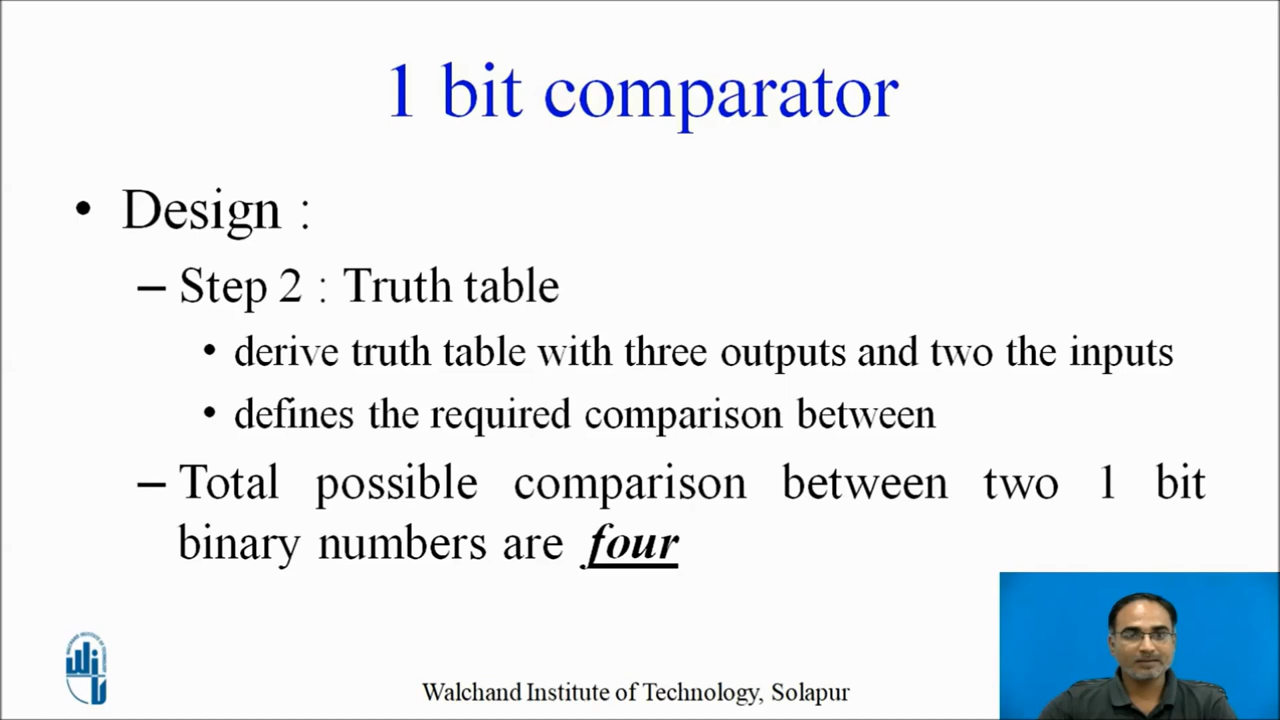 1 bit comparator
• Design :
– Step 2 : Truth table
• derive truth table with three outputs and two the inputs
• defines the required comparison between
– Total possible comparison between two 1 bit
binary numbers are four
Walchand Institute of Technology, Solapur